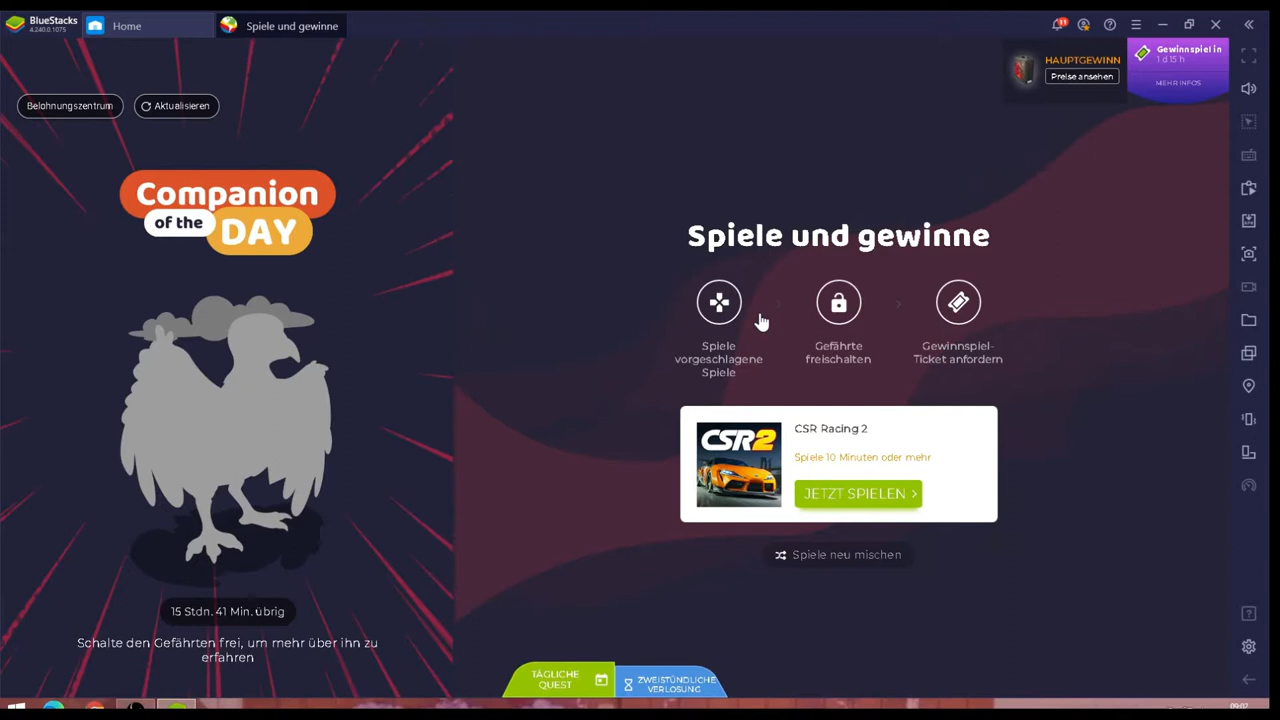 BlueStacks
4.240.0.1075
Home
Spiele und gewinne
11
HAUPTGEWINN
Preise ansehen
Gewinnspiel in
1 d 15 h
MEHR INFOS
Belohnungszentrum
Aktualisieren
Companion
of the
DAY
Spiele und gewinne
Spiele
vorgeschlagene
Spiele
Gefährte
freischalten
Gewinnspiel-
Ticket anfordern
CSR2
CSR Racing 2
Spiele 10 Minuten oder mehr
JETZT SPIELEN
Spiele neu mischen
15 Stdn. 41 Min. übrig
Schalte den Gefährten frei, um mehr über ihn zu
erfahren
TÄGLICHE
QUEST
ZWEISTÜNDLICHE
VERLOSUNG
09:02